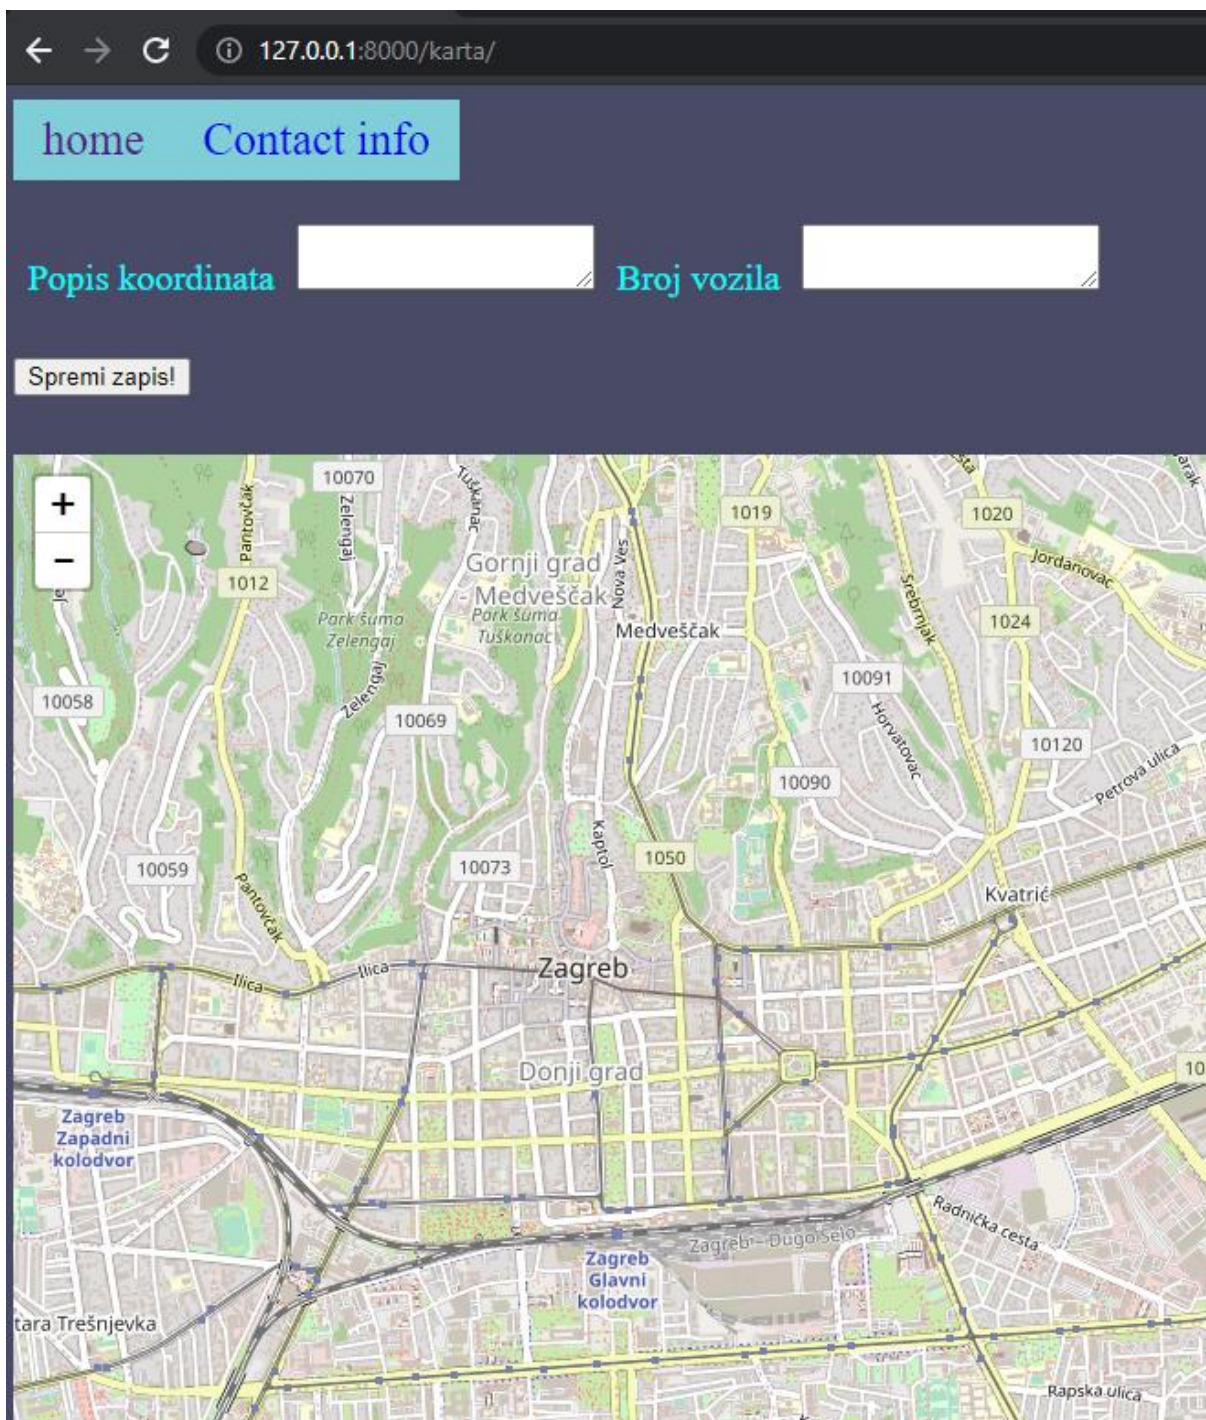 127.0.0.1:8000/karta/
home Contact info
Popis koordinata Broj vozila
Spremi zapis!
+
−
10070
Tuškanac
Pantovčak
Zelengaj
1019
1020
Jordanovac
Gornji grad
- Medveščak
Nova Ves
1012
Srebrnjak
Park šuma
Zelengaj
Park šuma
Tuškanac
Medveščak
1024
10058
Zelengaj
10091
10069
Horvatovac
10120
10090
Petrova ulica
Kaptol
10059
10073
1050
Pantovčak
Kvatrić
Ilica
Ilica
Zagreb
Donji grad
10
Zagreb
Zapadni
kolodvor
Radnička cesta
Zagreb - Dugo Selo
Zagreb
Glavni
kolodvor
tara Trešnjevka
Rapska ulica